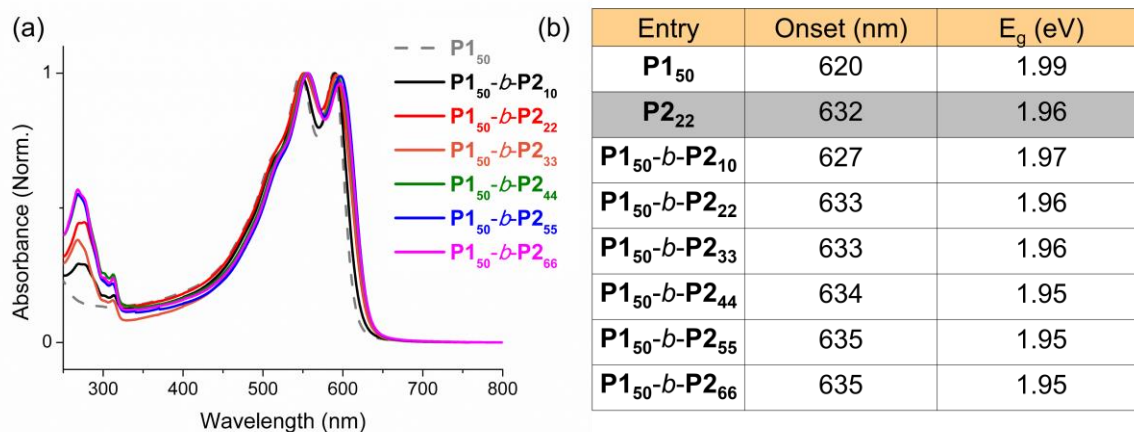 (a)
Absorbance (Norm.)
1
0
300 400 500 600 700 800
Wavelength (nm)
P1₅₀
P1₅₀-b-P2₁₀
P1₅₀-b-P2₂₂
P1₅₀-b-P2₃₃
P1₅₀-b-P2₄₄
P1₅₀-b-P2₅₅
P1₅₀-b-P2₆₆
(b)
Entry Onset (nm) E_g (eV)
P1₅₀ 620 1.99
P2₂₂ 632 1.96
P1₅₀-b-P2₁₀ 627 1.97
P1₅₀-b-P2₂₂ 633 1.96
P1₅₀-b-P2₃₃ 633 1.96
P1₅₀-b-P2₄₄ 634 1.95
P1₅₀-b-P2₅₅ 635 1.95
P1₅₀-b-P2₆₆ 635 1.95